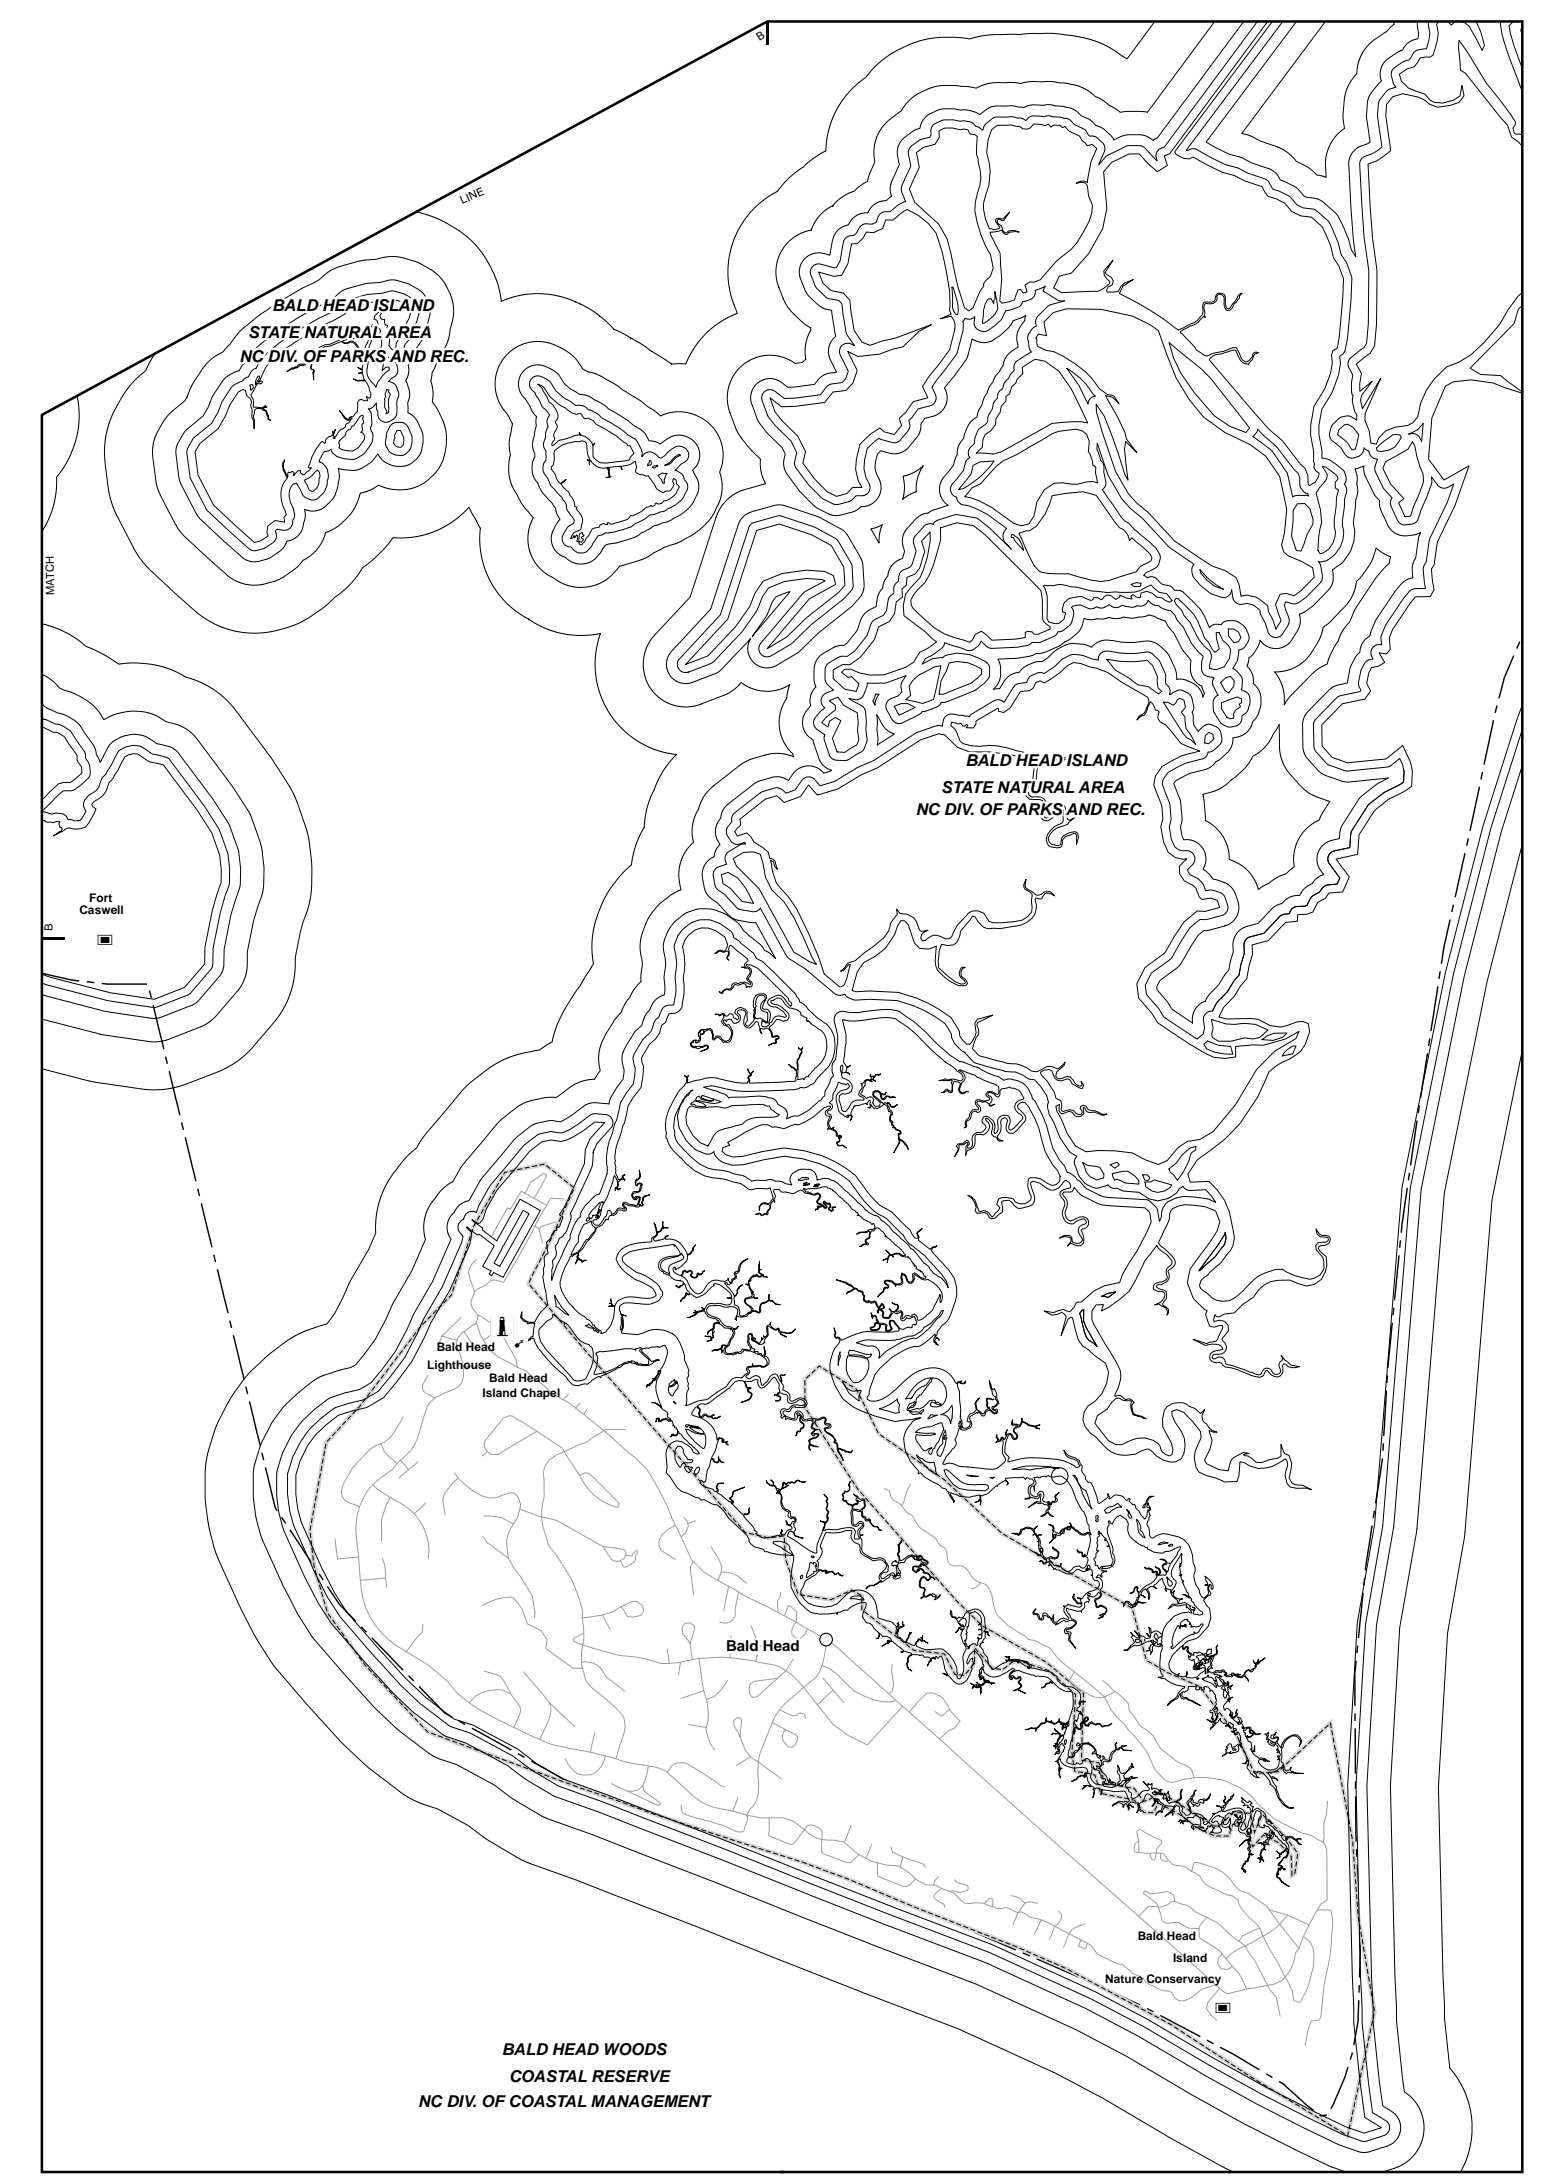 B
LINE
BALD HEAD ISLAND
STATE NATURAL AREA
NC DIV. OF PARKS AND REC.
MATCH
BALD HEAD ISLAND
STATE NATURAL AREA
NC DIV. OF PARKS AND REC.
Fort
Caswell
B
Bald Head
Lighthouse
Bald Head
Island Chapel
Bald Head
Bald Head
Island
Nature Conservancy
BALD HEAD WOODS
COASTAL RESERVE
NC DIV. OF COASTAL MANAGEMENT